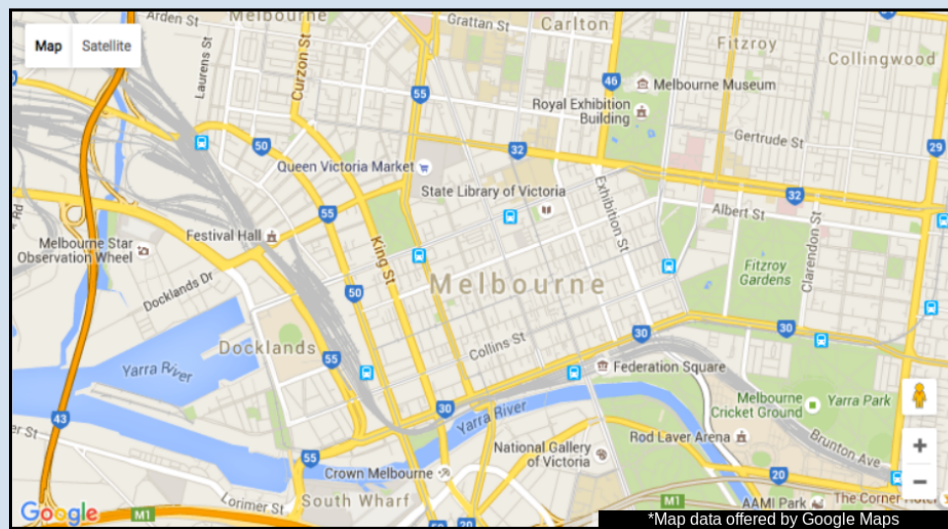 Arden St
Melbourne
Grattan St
Carlton
Fitzroy
Collingwood
Map
Satellite
Laurens St
Curzon St
55
46
Melbourne Museum
Royal Exhibition
Building
Gertrude St
50
32
29
Queen Victoria Market
State Library of Victoria
32
Rd
55
Exhibition St
Albert St
Clarendon St
Festival Hall
Melbourne Star
Observation Wheel
King St
Fitzroy
Gardens
Docklands Dr
50
Melbourne
30
30
Docklands
55
Collins St
Yarra River
Federation Square
Melbourne
Cricket Ground
Yarra Park
43
30
Yarra River
er St
Rod Laver Arena
Brunton Ave
55
National Gallery
of Victoria
Crown Melbourne
20
Lorimer St
South Wharf
M1
AAMI Park
The Corner Hotel
Google
M1
60
20
*Map data offered by Google Maps